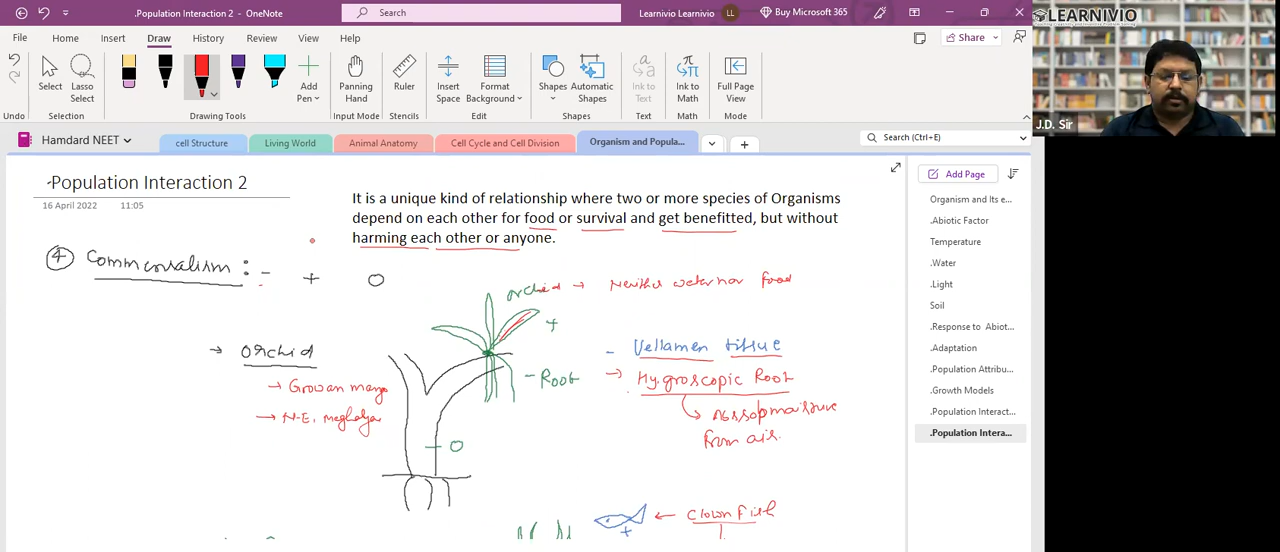 .Population Interaction 2 - OneNote
Search
Learnivio Learnivio
LL
Buy Microsoft 365
LEARNIVIO
File
Home
Insert
Draw
History
Review
View
Help
Share
Undo
Select
Lasso
Select
Add
Pen
Panning
Hand
Ruler
Insert
Space
Format
Background
Shapes
Automatic
Shapes
Ink to
Text
Ink to
Math
Full Page
View
Undo
Selection
Drawing Tools
Stencils
Edit
Shapes
Convert
Mode
J.D. Sir
Hamdard NEET
cell Structure
Living World
Animal Anatomy
Cell Cycle and Cell Division
Organism and Popula...
Search (Ctrl+E)
.Population Interaction 2
16 April 2022 11:05
It is a unique kind of relationship where two or more species of Organisms
depend on each other for food or survival and get benefitted, but without
harming each other or anyone.
④ Commensalism :- + 0
orchid → Neither water nor food
+
→ orchid
→ Grow on mango
→ N.E. meghalya
- Root
0
- Vellamen tissue
→ Hygroscopic Root
↳ Absop moisture
from air.
← Clown Fish
+
Add Page
Organism and Its e...
.Abiotic Factor
Temperature
.Water
.Light
Soil
.Response to Abiot...
.Adaptation
.Population Attribu...
.Growth Models
.Population Interact...
.Population Intera...